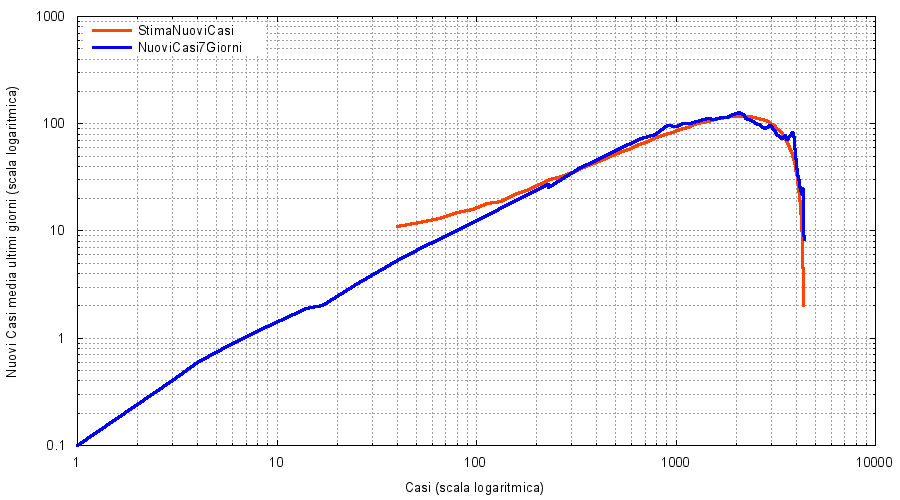 1000
100
10
1
0.1
StimaNuoviCasi
NuoviCasi7Giorni
Nuovi Casi media ultimi giorni (scala logaritmica)
1 10 100 1000 10000
Casi (scala logaritmica)